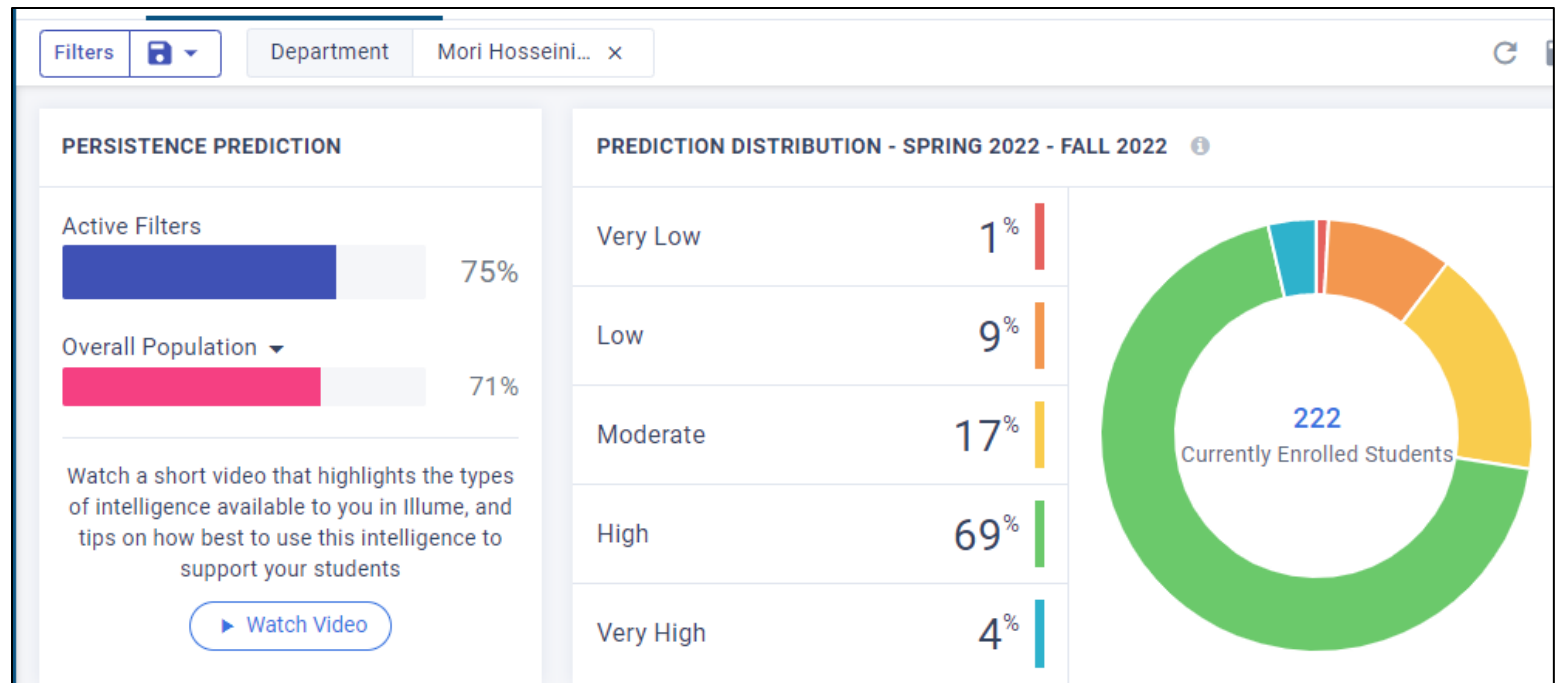 Filters
Department
Mori Hosseini... ×
PERSISTENCE PREDICTION
Active Filters
75%
Overall Population
71%
Watch a short video that highlights the types
of intelligence available to you in Illume, and
tips on how best to use this intelligence to
support your students
Watch Video
PREDICTION DISTRIBUTION - SPRING 2022 - FALL 2022
Very Low 1%
Low 9%
Moderate 17%
High 69%
Very High 4%
222
Currently Enrolled Students